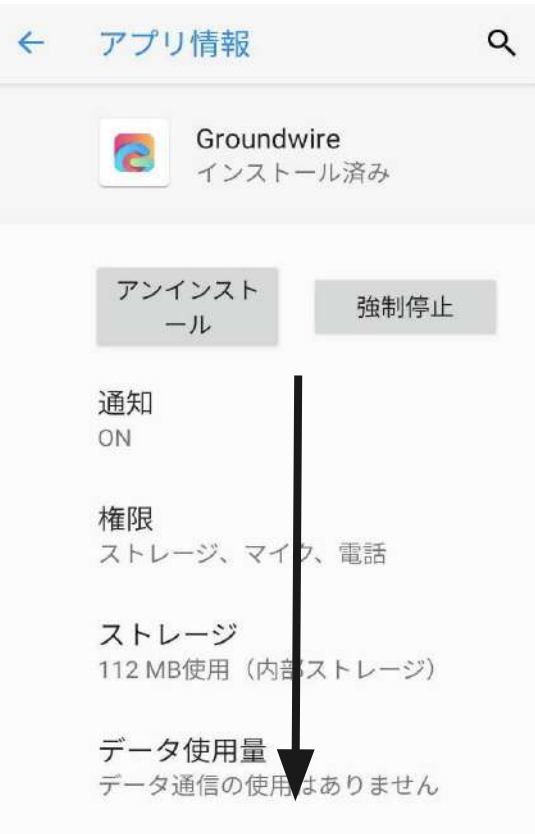 アプリ情報
Groundwire
インストール済み
アンインスト
ール
強制停止
通知
ON
権限
ストレージ、マイク、電話
ストレージ
112 MB使用（内部ストレージ）
データ使用量
データ通信の使用はありません